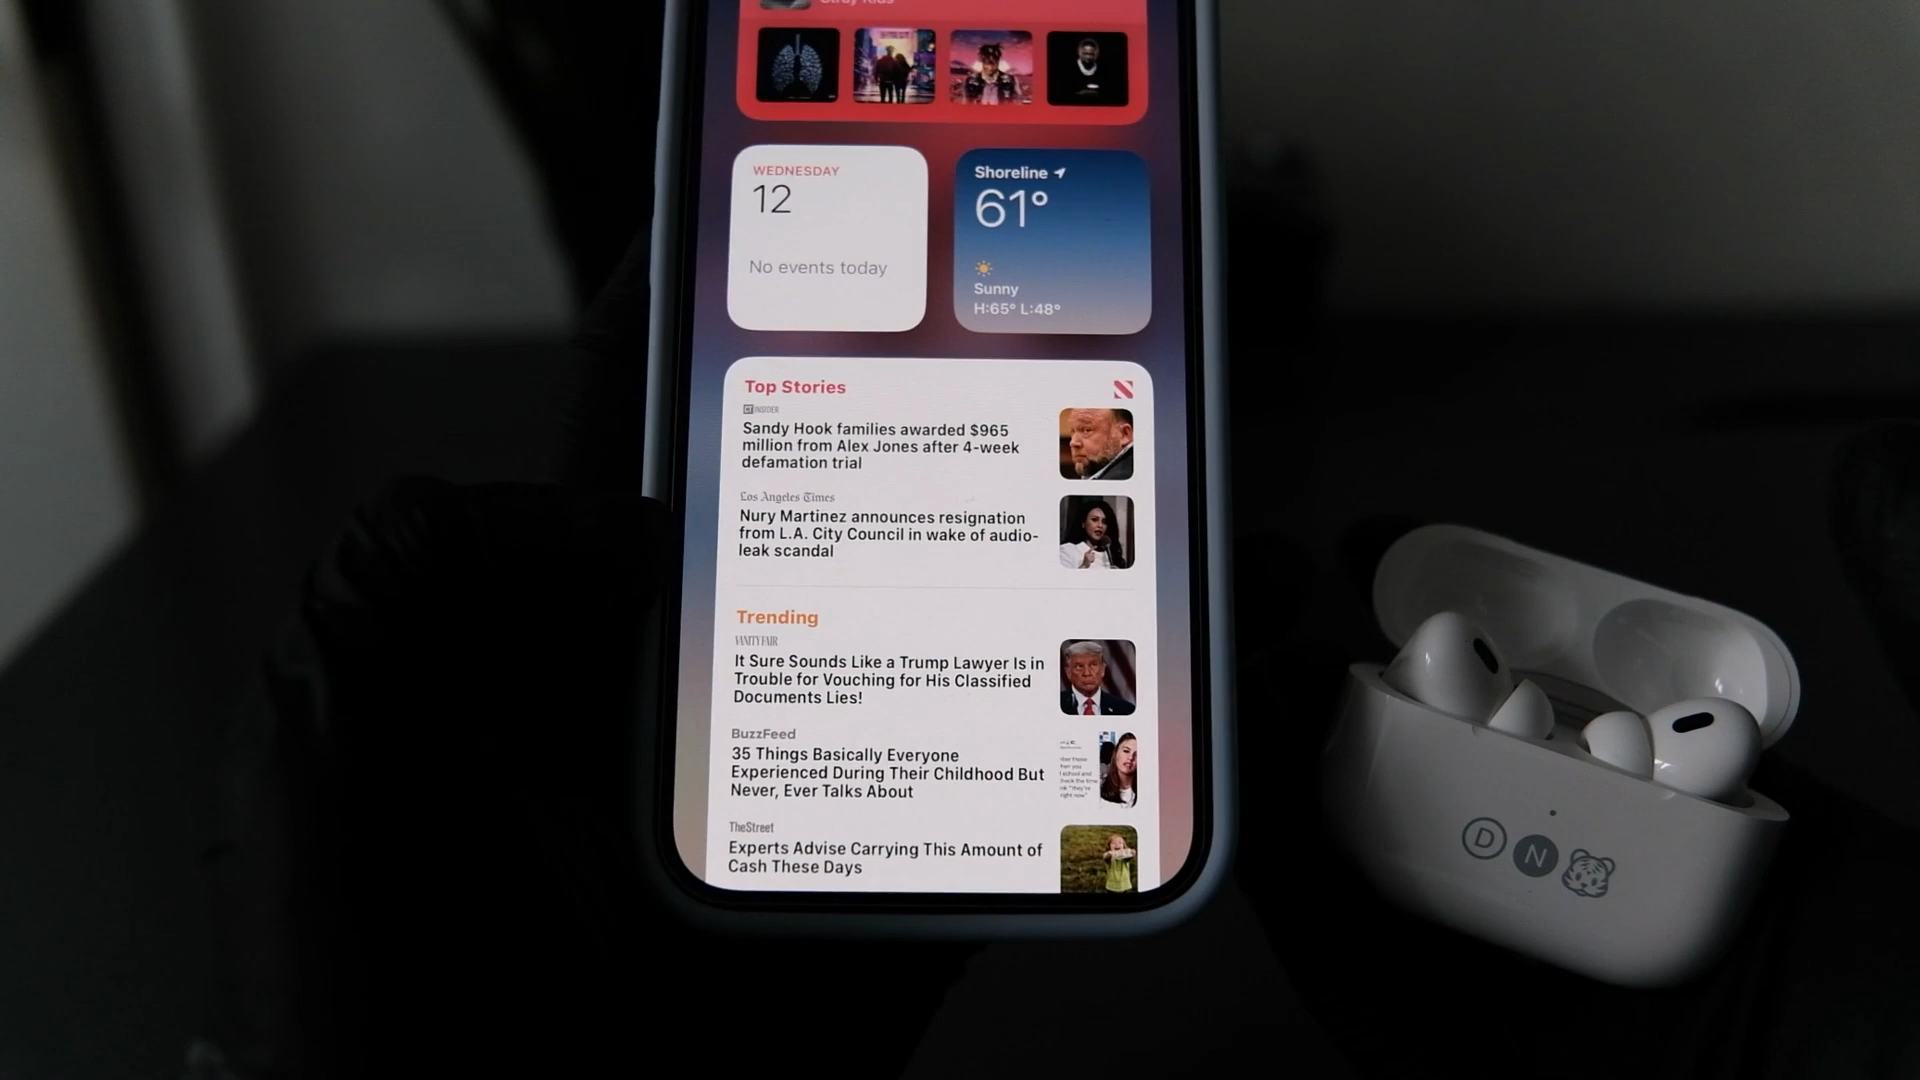 Stray Kids
WEDNESDAY
12
No events today
Shoreline
61°
Sunny
H:65° L:48°
Top Stories
CT INSIDER
Sandy Hook families awarded $965
million from Alex Jones after 4-week
defamation trial
Los Angeles Times
Nury Martinez announces resignation
from L.A. City Council in wake of audio-
leak scandal
Trending
VANITY FAIR
It Sure Sounds Like a Trump Lawyer Is in
Trouble for Vouching for His Classified
Documents Lies!
BuzzFeed
35 Things Basically Everyone
Experienced During Their Childhood But
Never, Ever Talks About
TheStreet
Experts Advise Carrying This Amount of
Cash These Days
D N